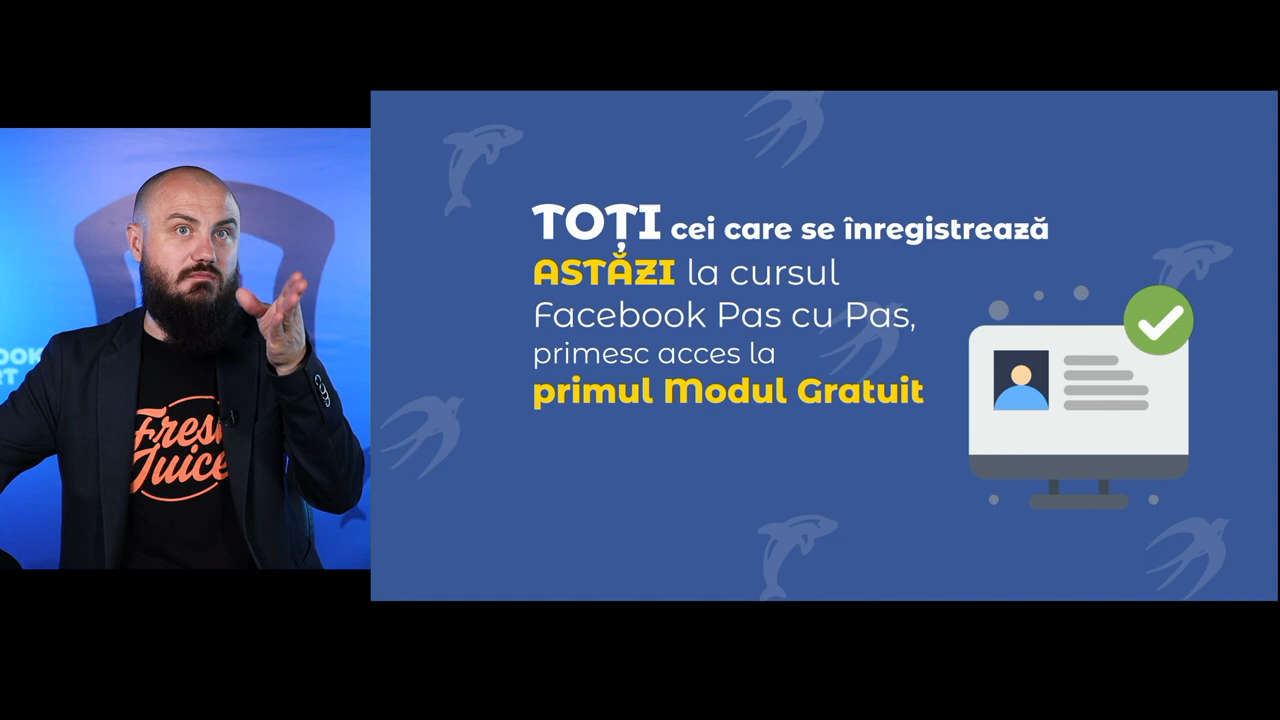 TOȚI cei care se înregistrează
ASTĂZI la cursul
Facebook Pas cu Pas,
primesc acces la
primul Modul Gratuit
Fresh
Juice